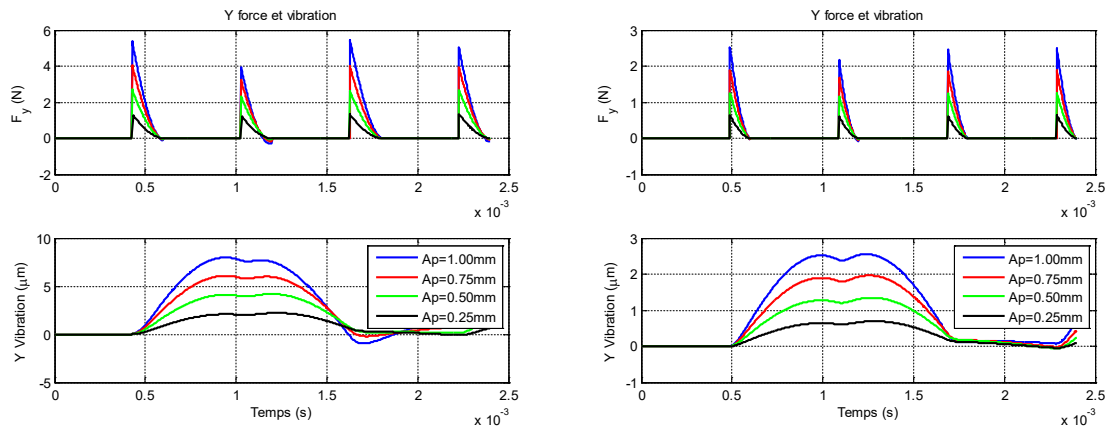 Y force et vibration
6
4
2
0
-2
F_y (N)
0 0.5 1 1.5 2 2.5
x 10^-3
10
5
0
-5
Y Vibration (μm)
Ap=1.00mm
Ap=0.75mm
Ap=0.50mm
Ap=0.25mm
0 0.5 1 1.5 2 2.5
Temps (s)
x 10^-3
Y force et vibration
3
2
1
0
-1
F_y (N)
0 0.5 1 1.5 2 2.5
x 10^-3
3
2
1
0
-1
Y Vibration (μm)
Ap=1.00mm
Ap=0.75mm
Ap=0.50mm
Ap=0.25mm
0 0.5 1 1.5 2 2.5
Temps (s)
x 10^-3